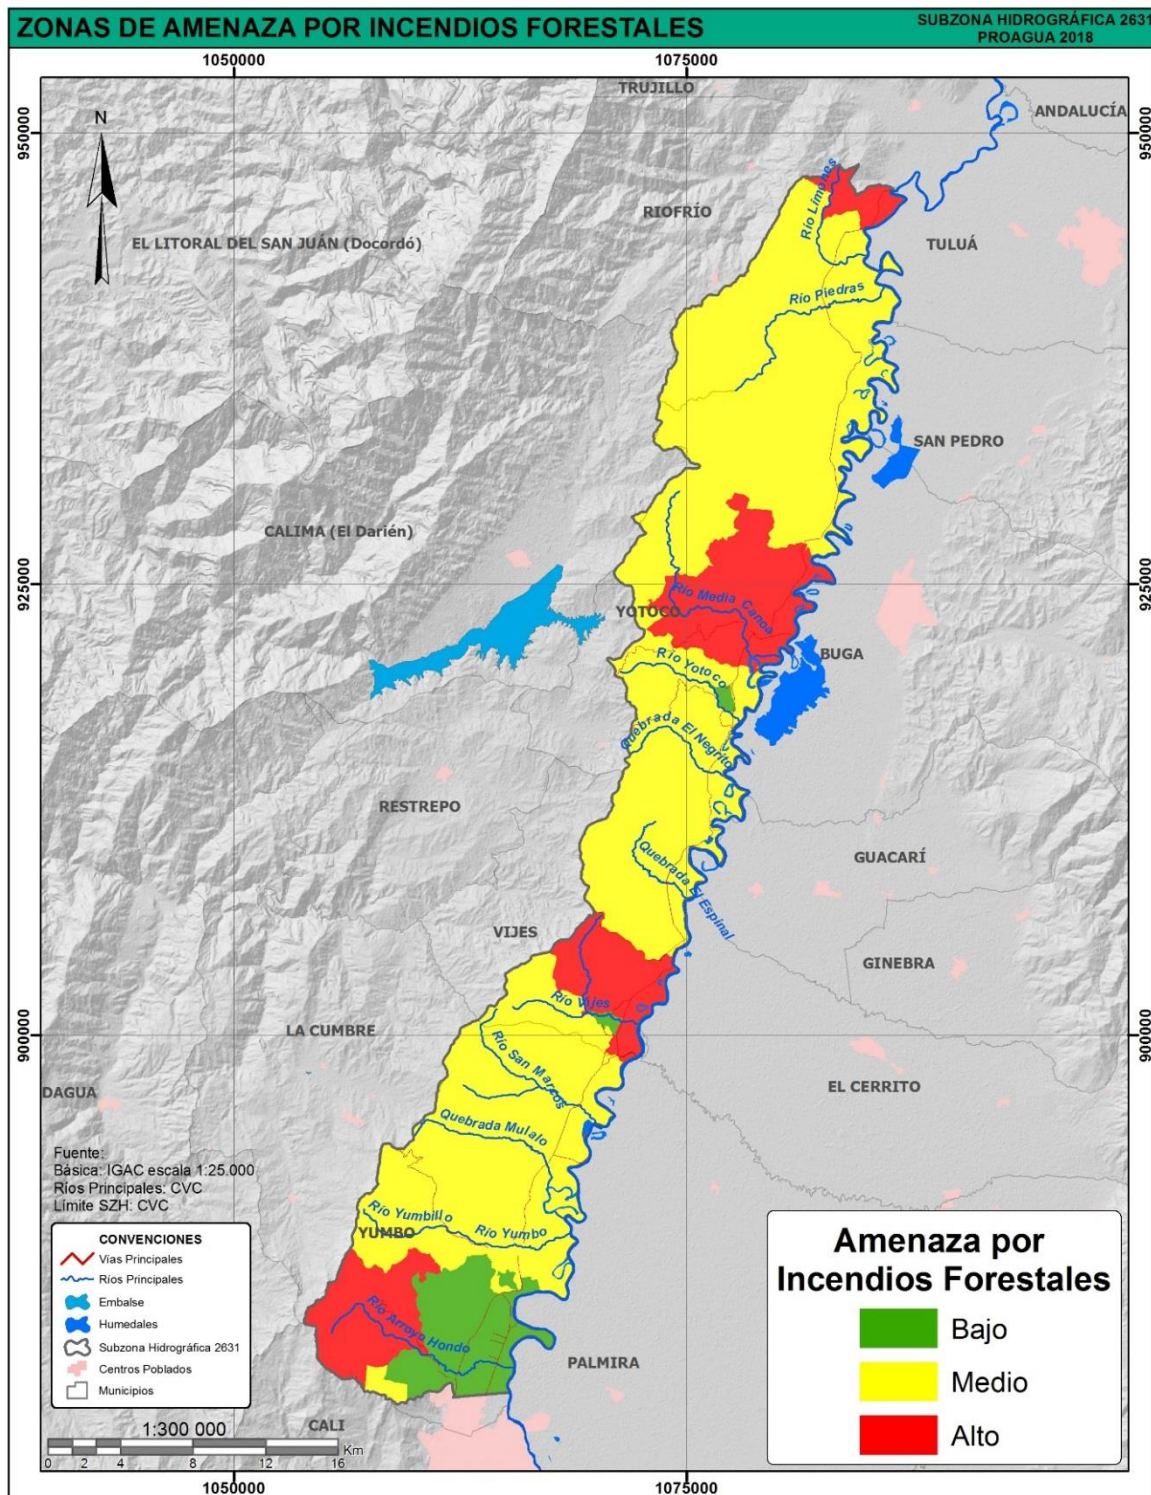 ZONAS DE AMENAZA POR INCENDIOS FORESTALES
SUBZONA HIDROGRÁFICA 2631
PROAGUA 2018
1050000
1075000
TRUJILLO
ANDALUCÍA
950000
950000
N
Río Limones
RIOFRÍO
EL LITORAL DEL SAN JUÁN (Docordó)
TULUÁ
Río Piedras
SAN PEDRO
CALIMA (El Darién)
925000
925000
Río Media Canoa
YOTOCO
BUGA
Río Yotoco
Quebrada El Negrito
RESTREPO
GUACARÍ
Quebrada El Espinal
VIJES
GINEBRA
Río Vijes
LA CUMBRE
900000
900000
Río San Marcos
EL CERRITO
DAGUA
Quebrada Mulalo
Fuente:
Básica: IGAC escala 1:25.000
Ríos Principales: CVC
Límite SZH: CVC
Río Yumbillo
Río Yumbo
YUMBO
CONVENCIONES
Vías Principales
Ríos Principales
Embalse
Humedales
Subzona Hidrográfica 2631
Centros Poblados
Municipios
Río Arroyo Hondo
PALMIRA
CALI
Amenaza por
Incendios Forestales
Bajo
Medio
Alto
1:300 000
0 2 4 8 12 16
Km
1050000
1075000